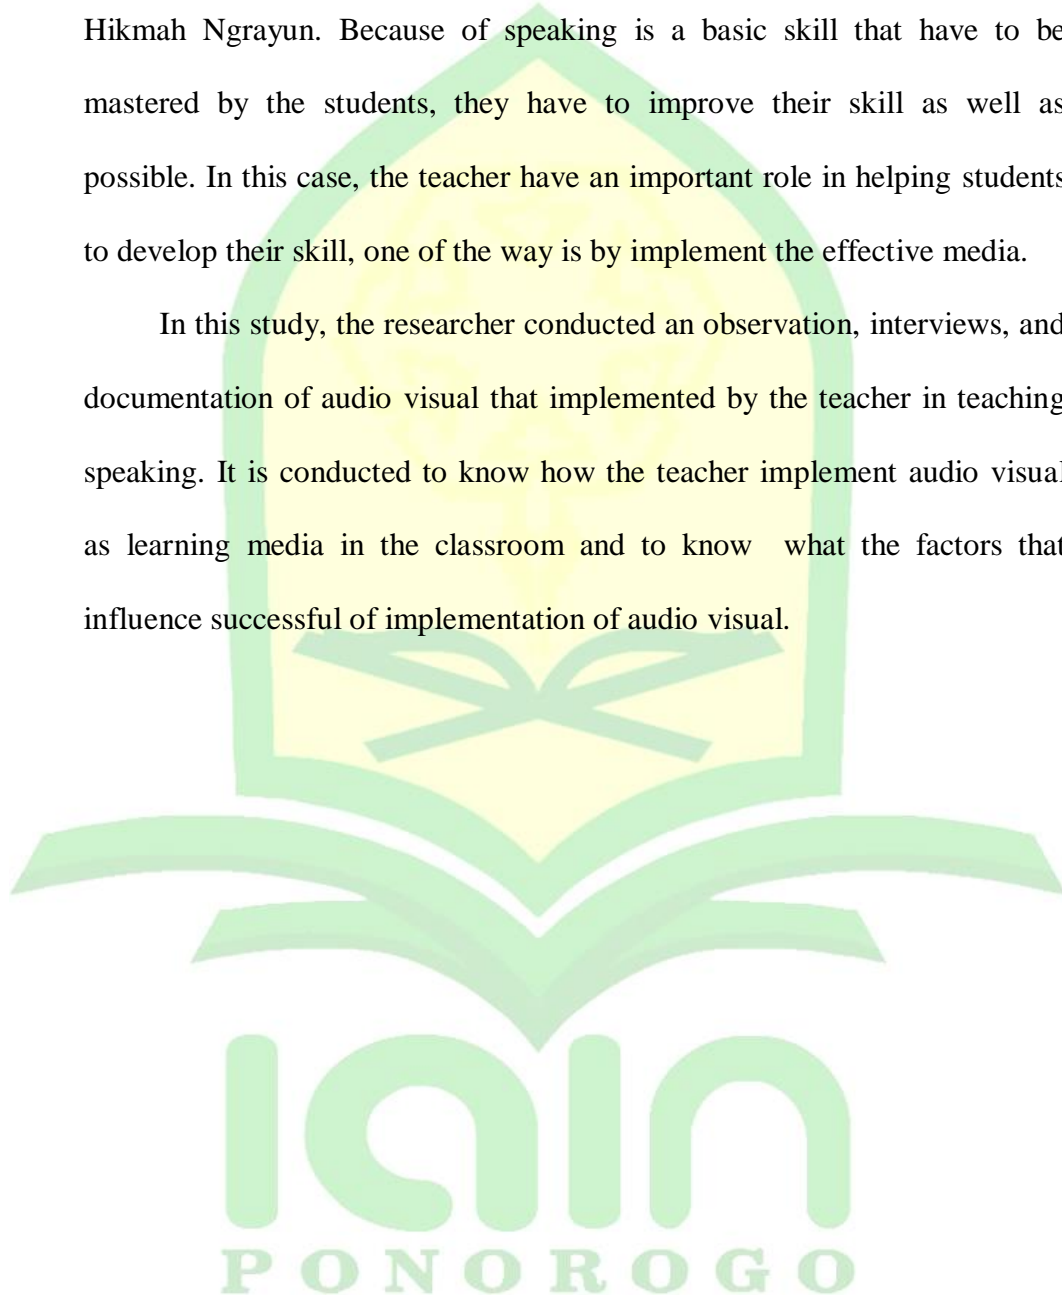 Hikmah Ngrayun. Because of speaking is a basic skill that have to be
mastered by the students, they have to improve their skill as well as
possible. In this case, the teacher have an important role in helping students
to develop their skill, one of the way is by implement the effective media.
In this study, the researcher conducted an observation, interviews, and
documentation of audio visual that implemented by the teacher in teaching
speaking. It is conducted to know how the teacher implement audio visual
as learning media in the classroom and to know what the factors that
influence successful of implementation of audio visual.
iain
PONOROGO